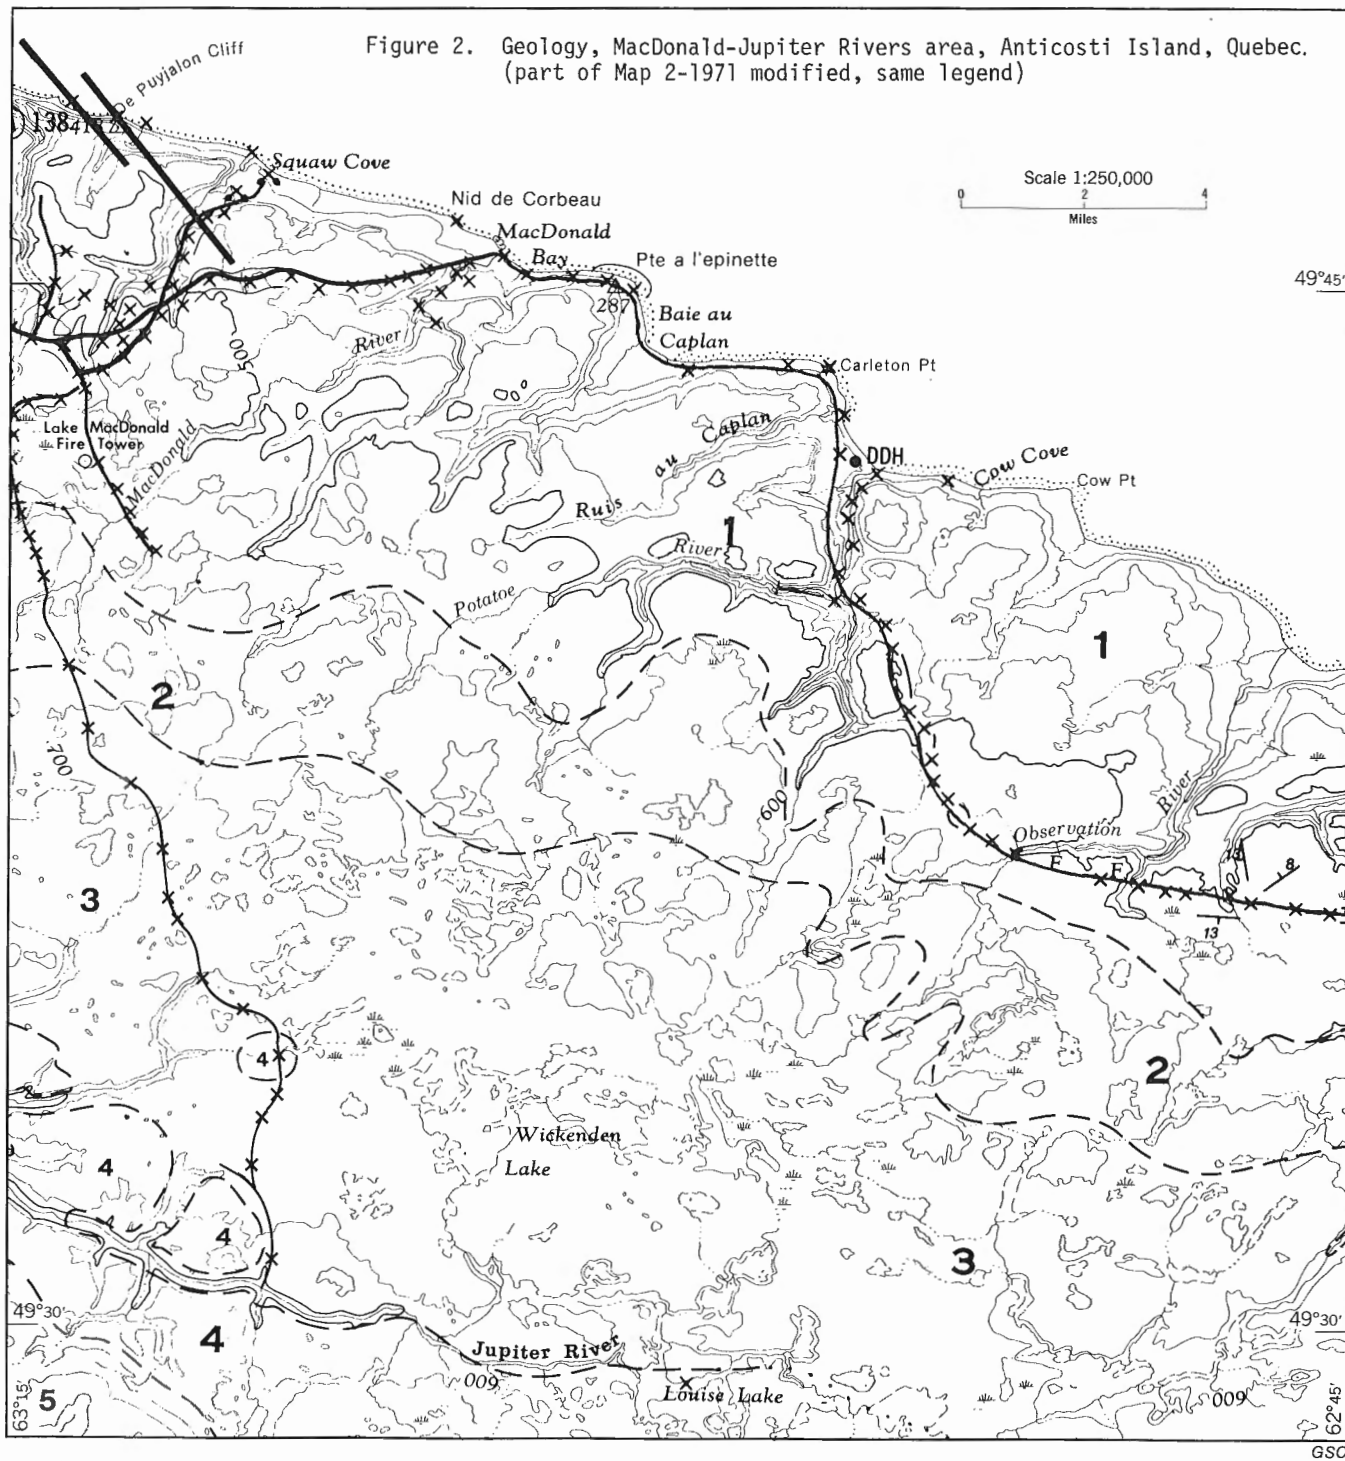 Figure 2. Geology, MacDonald-Jupiter Rivers area, Anticosti Island, Quebec.
(part of Map 2-1971 modified, same legend)
De Puyjalon Cliff
138
Squaw Cove
Scale 1:250,000
0 2 4
Miles
Nid de Corbeau
MacDonald
Bay
Pte a l'epinette
49°45'
287
Baie au
Caplan
River
500
Carleton Pt
Lake MacDonald
Fire Tower
MacDonald
Caplan
au
Ruis
DDH
Cow Cove
Cow Pt
1
River
Potatoe
1
2
700
600
River
Observation
F
F
13
8
13
3
4
2
Wickenden
Lake
4
4
4
3
49°30'
49°30'
4
Jupiter River
600
Louise Lake
600
5
63°15'
62°45'
GSC